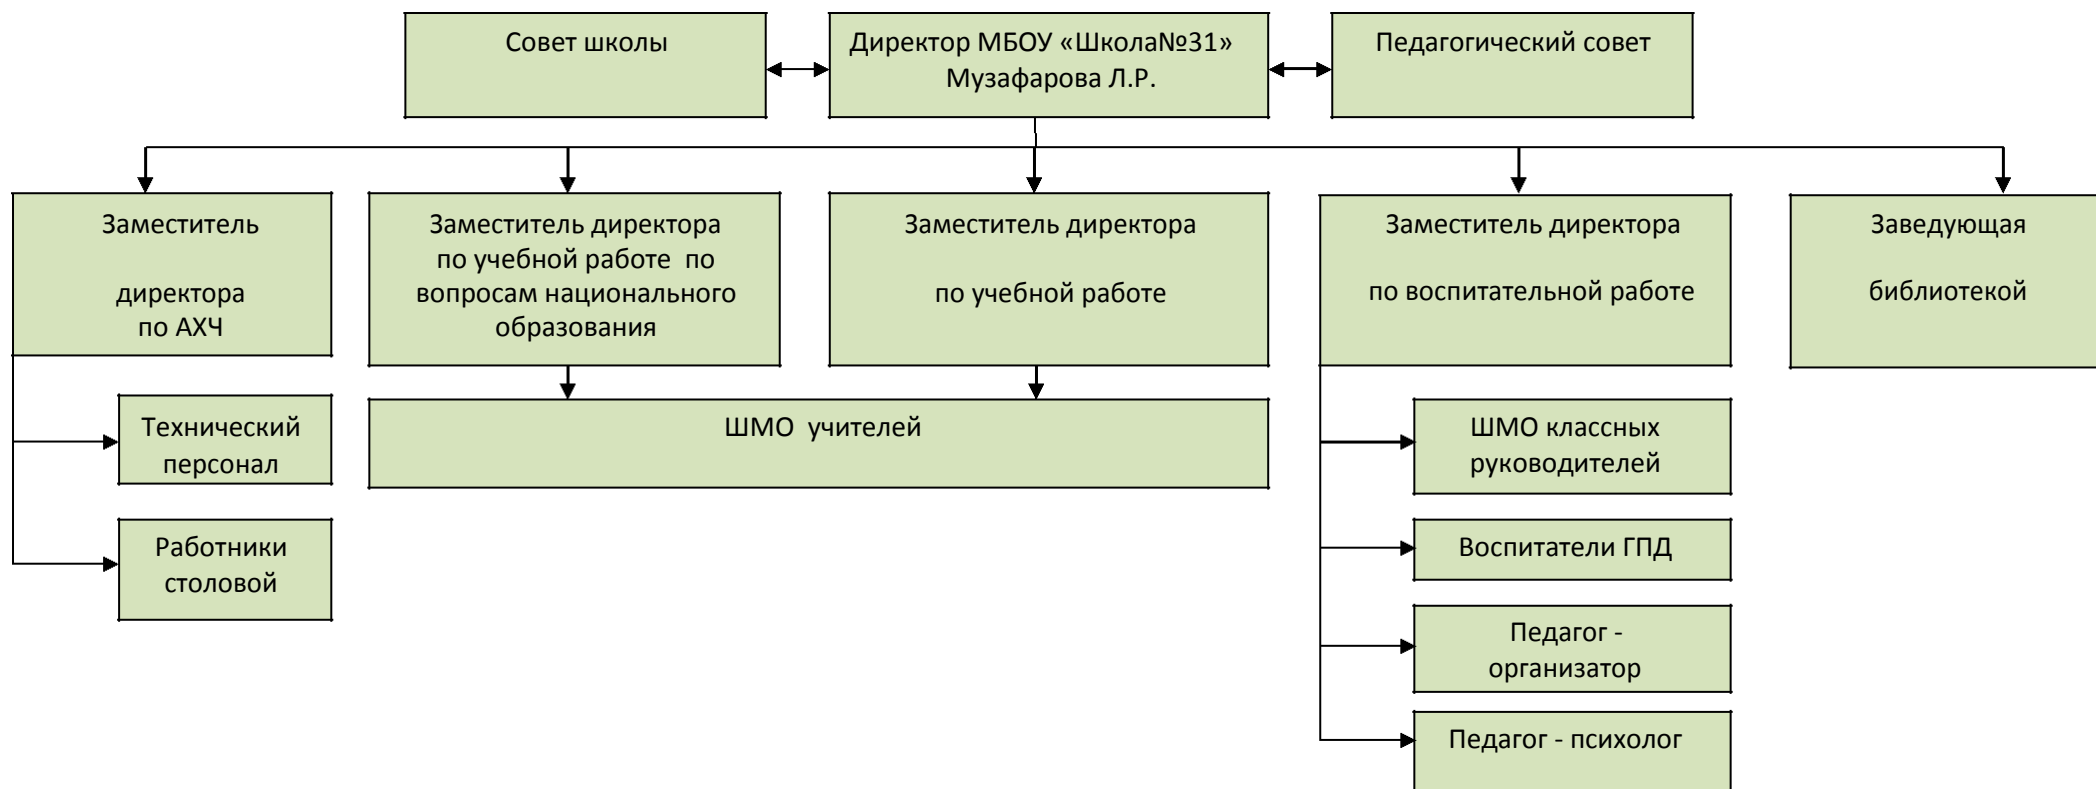 Совет школы
Директор МБОУ «Школа№31»
Музафарова Л.Р.
Педагогический совет
Заместитель
директора
по АХЧ
Заместитель директора
по учебной работе по
вопросам национального
образования
Заместитель директора
по учебной работе
Заместитель директора
по воспитательной работе
Заведующая
библиотекой
Технический
персонал
ШМО учителей
ШМО классных
руководителей
Работники
столовой
Воспитатели ГПД
Педагог -
организатор
Педагог - психолог